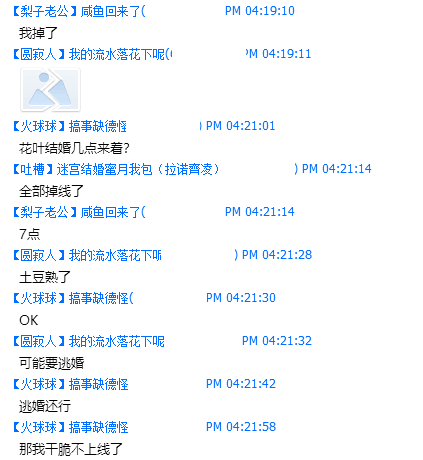 【梨子老公】咸鱼回来了( PM 04:19:10
我掉了
【圆寂人】我的流水落花下呢( PM 04:19:11
【火球球】搞事缺德怪 ) PM 04:21:01
花叶结婚几点来着?
【吐槽】迷宫结婚蜜月我包（拉诺齊凌） ) PM 04:21:14
全部掉线了
【梨子老公】咸鱼回来了( PM 04:21:14
7点
【圆寂人】我的流水落花下呢 ) PM 04:21:28
土豆熟了
【火球球】搞事缺德怪( PM 04:21:30
OK
【圆寂人】我的流水落花下呢 PM 04:21:32
可能要逃婚
【火球球】搞事缺德怪 PM 04:21:42
逃婚还行
【火球球】搞事缺德怪 PM 04:21:58
那我干脆不上线了